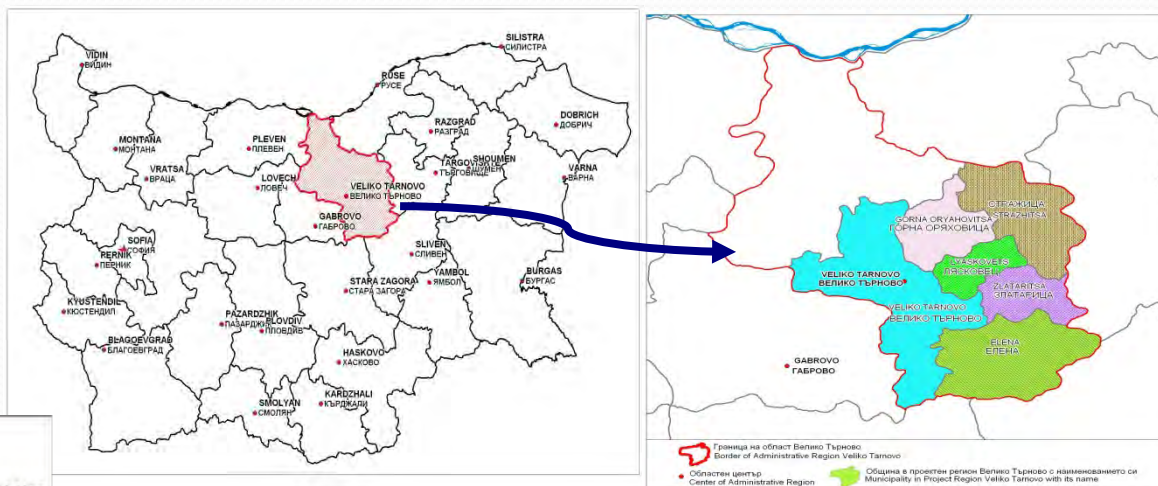 SILISTRA
СИЛИСТРА
VIDIN
ВИДИН
RUSE
РУСЕ
DOBRICH
ДОБРИЧ
RAZGRAD
РАЗГРАД
MONTANA
МОНТАНА
PLEVEN
ПЛЕВЕН
SHOUMEN
ШУМЕН
TARGOVISHTE
ТЪРГОВИЩЕ
VRATSA
ВРАЦА
VARNA
ВАРНА
LOVECH
ЛОВЕЧ
VELIKO TARNOVO
ВЕЛИКО ТЪРНОВО
GABROVO
ГАБРОВО
SOFIA
СОФИЯ
SLIVEN
СЛИВЕН
PERNIK
ПЕРНИК
YAMBOL
ЯМБОЛ
BURGAS
БУРГАС
STARA ZAGORA
СТАРА ЗАГОРА
KYUSTENDIL
КЮСТЕНДИЛ
PAZARDZHIK
ПАЗАРДЖИК
PLOVDIV
ПЛОВДИВ
BLAGOEVGRAD
БЛАГОЕВГРАД
HASKOVO
ХАСКОВО
KARDZHALI
КЪРДЖАЛИ
SMOLYAN
СМОЛЯН
СТРАЖИЦА
STRAZHITSA
GORNA ORYAHOVITSA
ГОРНА ОРЯХОВИЦА
LYASKOVETS
ЛЯСКОВЕЦ
VELIKO TARNOVO
ВЕЛИКО ТЪРНОВО
ZLATARITSA
ЗЛАТАРИЦА
VELIKO TARNOVO
ВЕЛИКО ТЪРНОВО
ELENA
ЕЛЕНА
GABROVO
ГАБРОВО
Граница на област Велико Търново
Border of Administrative Region Veliko Tarnovo
Областен център
Center of Administrative Region
Община в проектен регион Велико Търново с наименованието си
Municipality in Project Region Veliko Tarnovo with its name